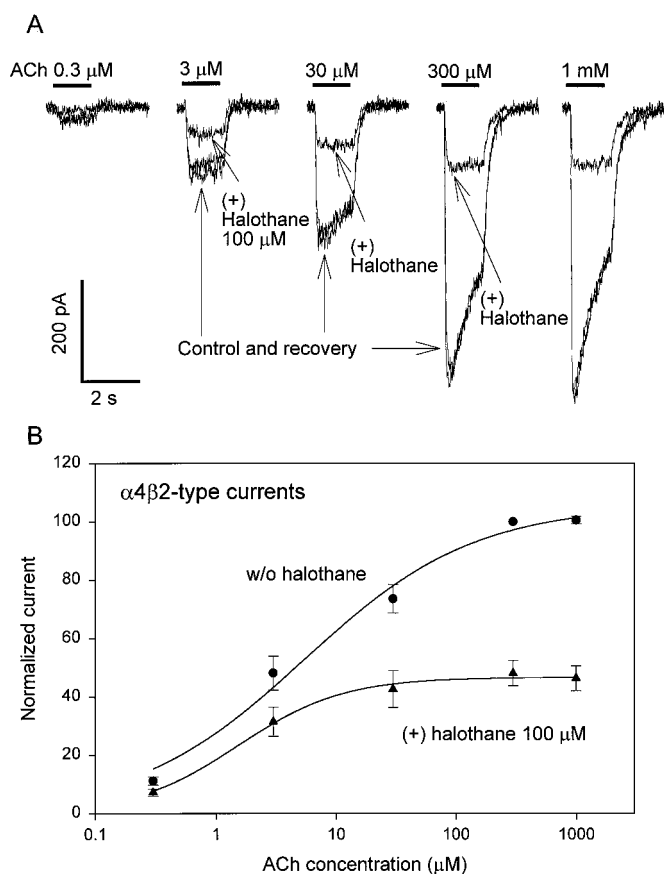 A
ACh 0.3 μM
3 μM
30 μM
300 μM
1 mM
(+)
Halothane
100 μM
(+)
Halothane
(+)
Halothane
200 pA
2 s
Control and recovery
B
α4β2-type currents
w/o halothane
(+) halothane 100 μM
Normalized current
120
100
80
60
40
20
0
0.1
1
10
100
1000
ACh concentration (μM)